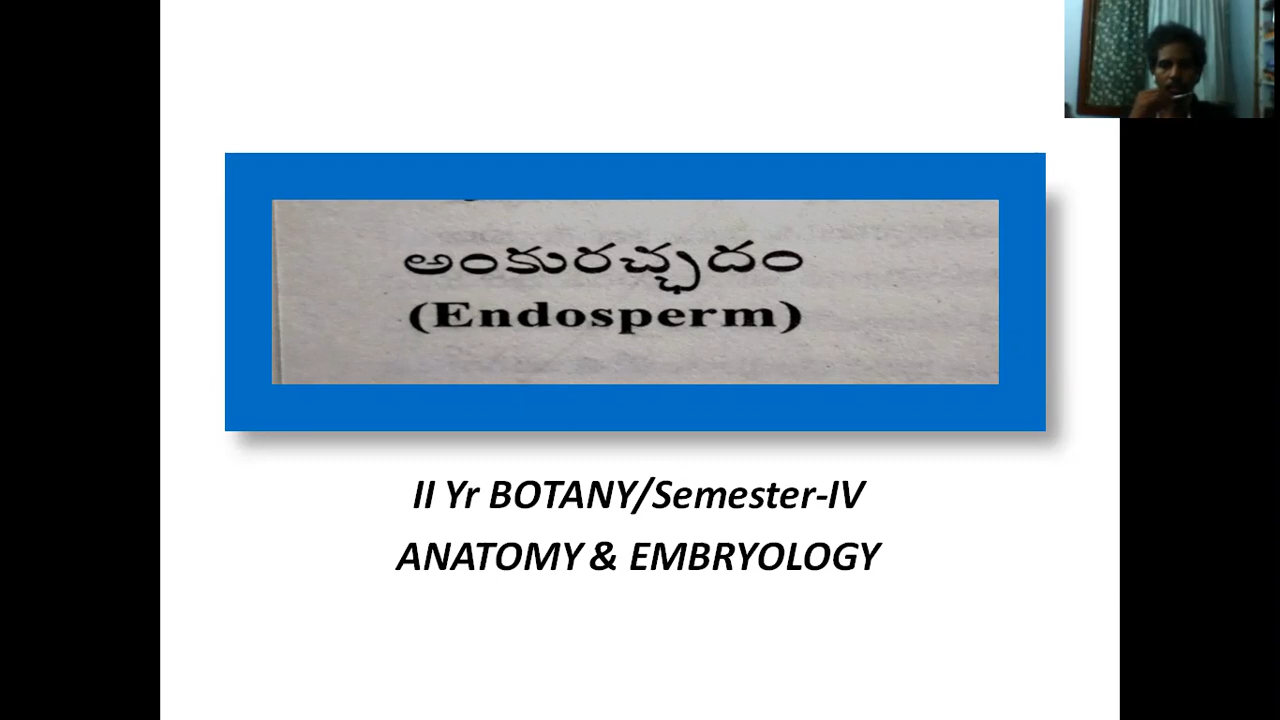 అంకురచ్ఛదం
(Endosperm)
II Yr BOTANY/Semester-IV
ANATOMY & EMBRYOLOGY